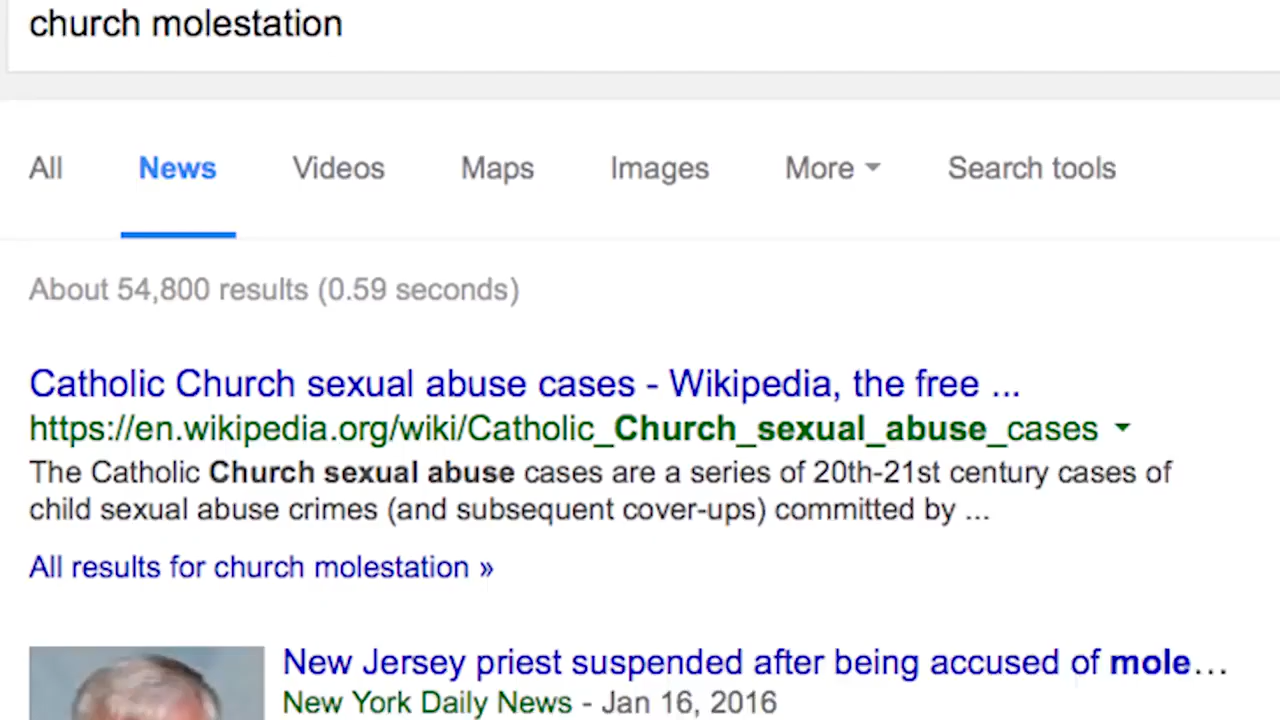 church molestation
All News Videos Maps Images More Search tools
About 54,800 results (0.59 seconds)
Catholic Church sexual abuse cases - Wikipedia, the free ...
https://en.wikipedia.org/wiki/Catholic_Church_sexual_abuse_cases
The Catholic Church sexual abuse cases are a series of 20th-21st century cases of
child sexual abuse crimes (and subsequent cover-ups) committed by ...
All results for church molestation »
New Jersey priest suspended after being accused of mole...
New York Daily News - Jan 16, 2016